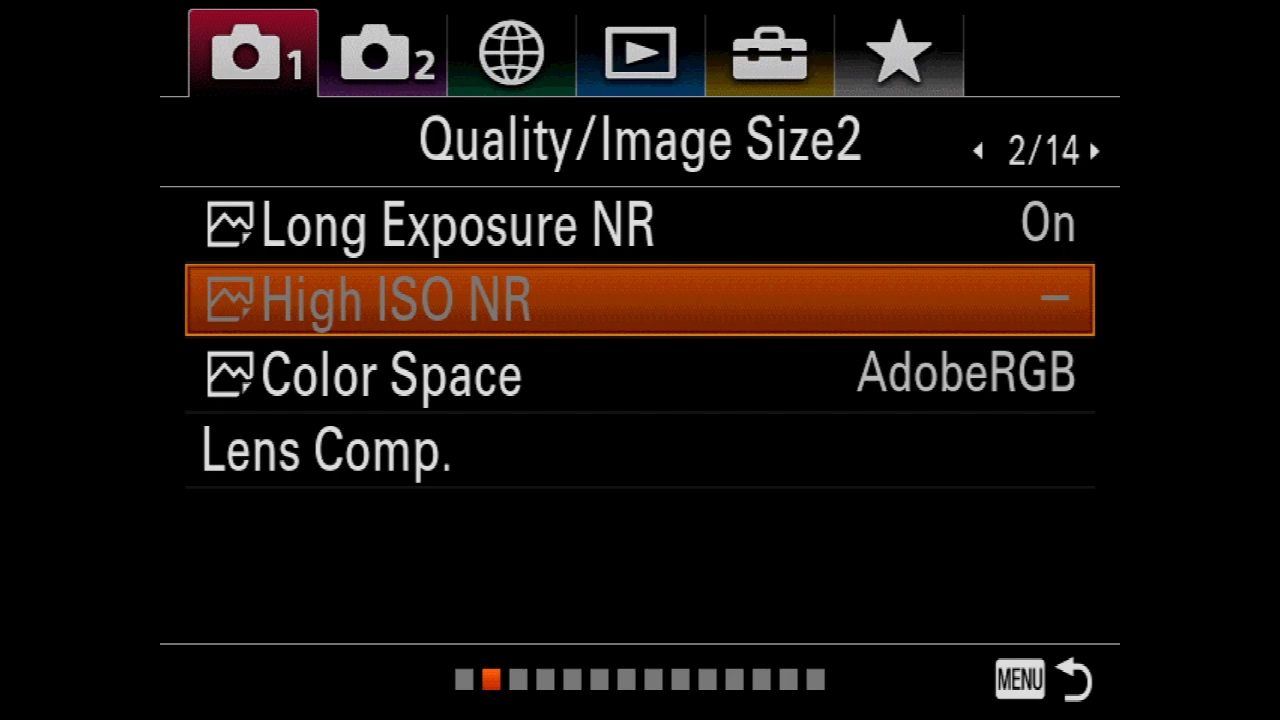 1 2
Quality/Image Size2 2/14
Long Exposure NR On
High ISO NR –
Color Space AdobeRGB
Lens Comp.
MENU